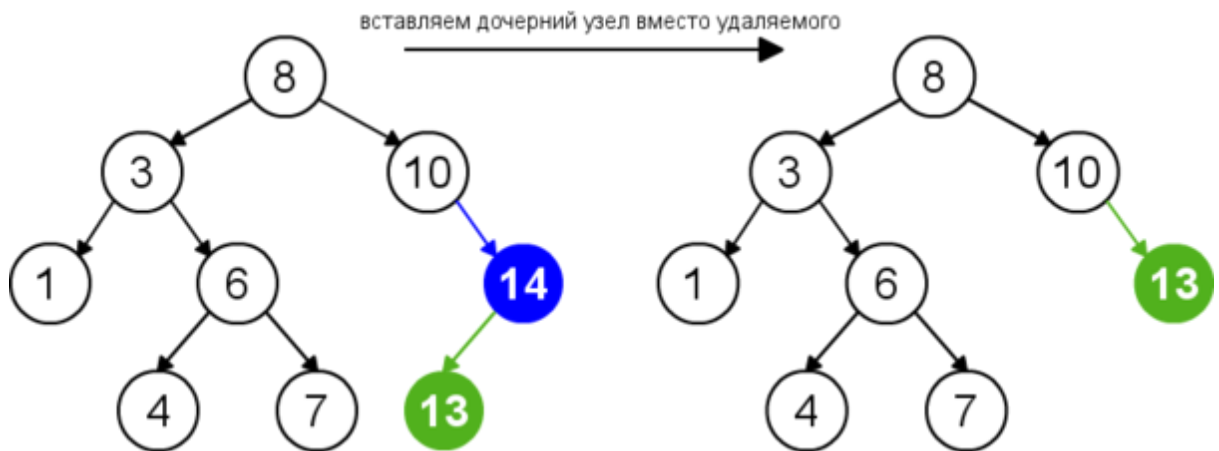 вставляем дочерний узел вместо удаляемого
8 8
3 10 3 10
1 6 14 1 6 13
4 7 13 4 7